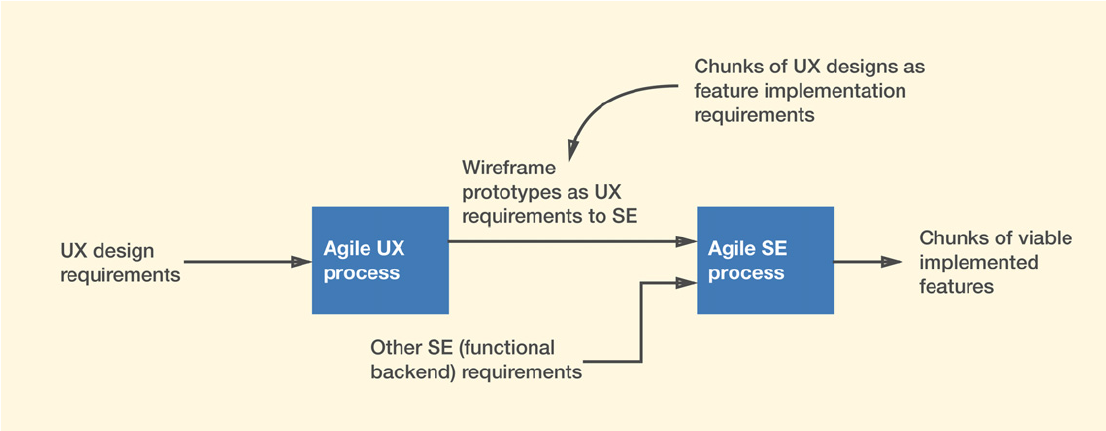 Chunks of UX designs as
feature implementation
requirements
Wireframe
prototypes as UX
requirements to SE
UX design
requirements
Agile UX
process
Agile SE
process
Chunks of viable
implemented
features
Other SE (functional
backend) requirements